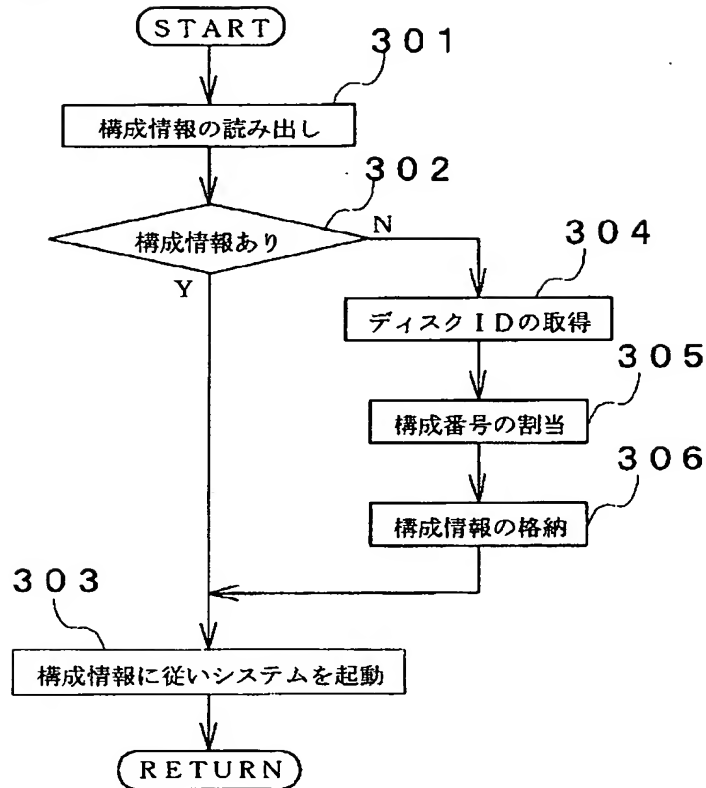 START
301
構成情報の読み出し
302
構成情報あり
N
Y
304
ディスクIDの取得
305
構成番号の割当
306
構成情報の格納
303
構成情報に従いシステムを起動
RETURN